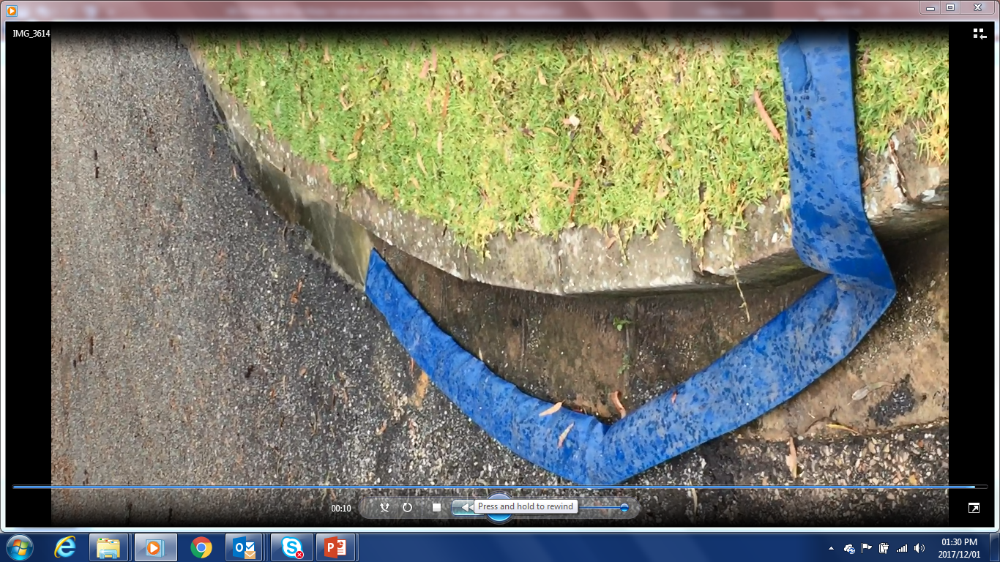 IMG_3614
00:10
Press and hold to rewind
01:30 PM
2017/12/01